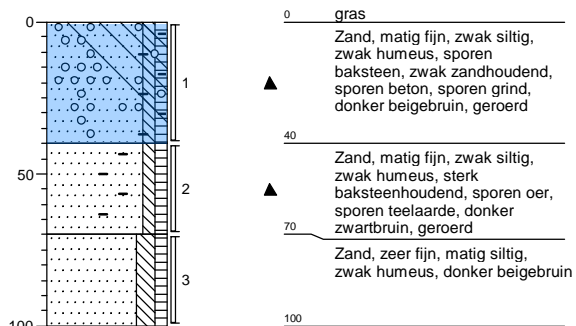 0
50
100
1
2
3
0 gras
Zand, matig fijn, zwak siltig,
zwak humeus, sporen
baksteen, zwak zandhoudend,
sporen beton, sporen grind,
donker beigebruin, geroerd
40
Zand, matig fijn, zwak siltig,
zwak humeus, sterk
baksteenhoudend, sporen oer,
sporen teelaarde, donker
zwartbruin, geroerd
70
Zand, zeer fijn, matig siltig,
zwak humeus, donker beigebruin
100